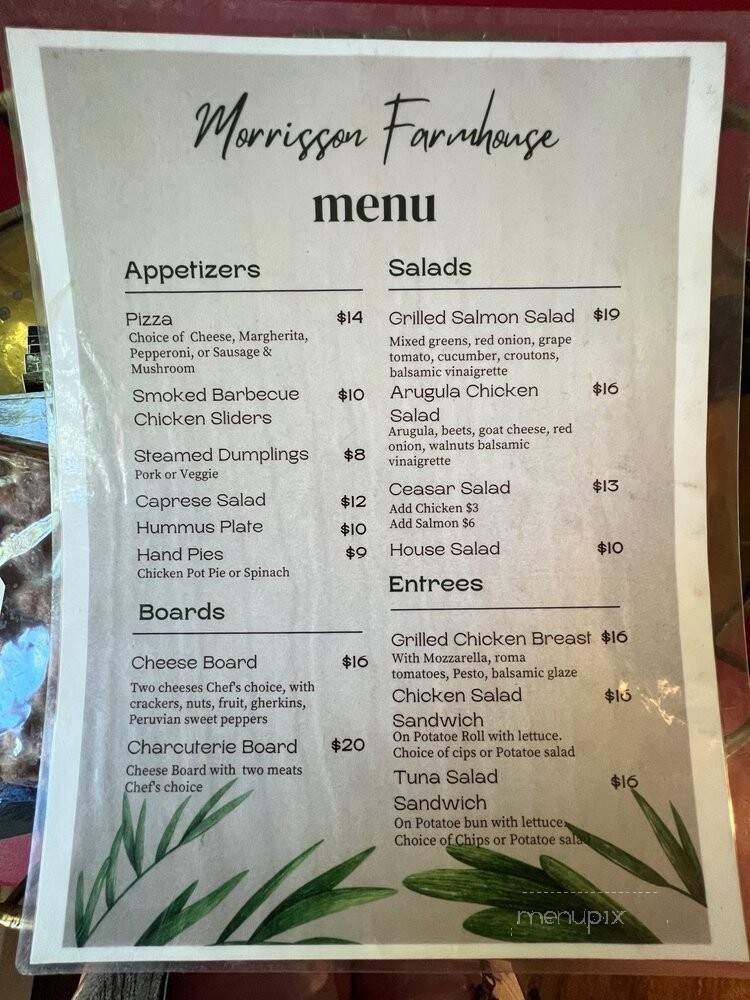 Morrisson Farmhouse
menu
Appetizers
Pizza $14
Choice of Cheese, Margherita,
Pepperoni, or Sausage &
Mushroom
Smoked Barbecue $10
Chicken Sliders
Steamed Dumplings $8
Pork or Veggie
Caprese Salad $12
Hummus Plate $10
Hand Pies $9
Chicken Pot Pie or Spinach
Boards
Cheese Board $16
Two cheeses Chef's choice, with
crackers, nuts, fruit, gherkins,
Peruvian sweet peppers
Charcuterie Board $20
Cheese Board with two meats
Chef's choice
Salads
Grilled Salmon Salad $19
Mixed greens, red onion, grape
tomato, cucumber, croutons,
balsamic vinaigrette
Arugula Chicken $16
Salad
Arugula, beets, goat cheese, red
onion, walnuts balsamic
vinaigrette
Ceasar Salad $13
Add Chicken $3
Add Salmon $6
House Salad $10
Entrees
Grilled Chicken Breast $16
With Mozzarella, roma
tomatoes, Pesto, balsamic glaze
Chicken Salad
Sandwich
On Potatoe Roll with lettuce.
Choice of cips or Potatoe salad
Tuna Salad $16
Sandwich
On Potatoe bun with lettuce.
Choice of Chips or Potatoe salad
menupix